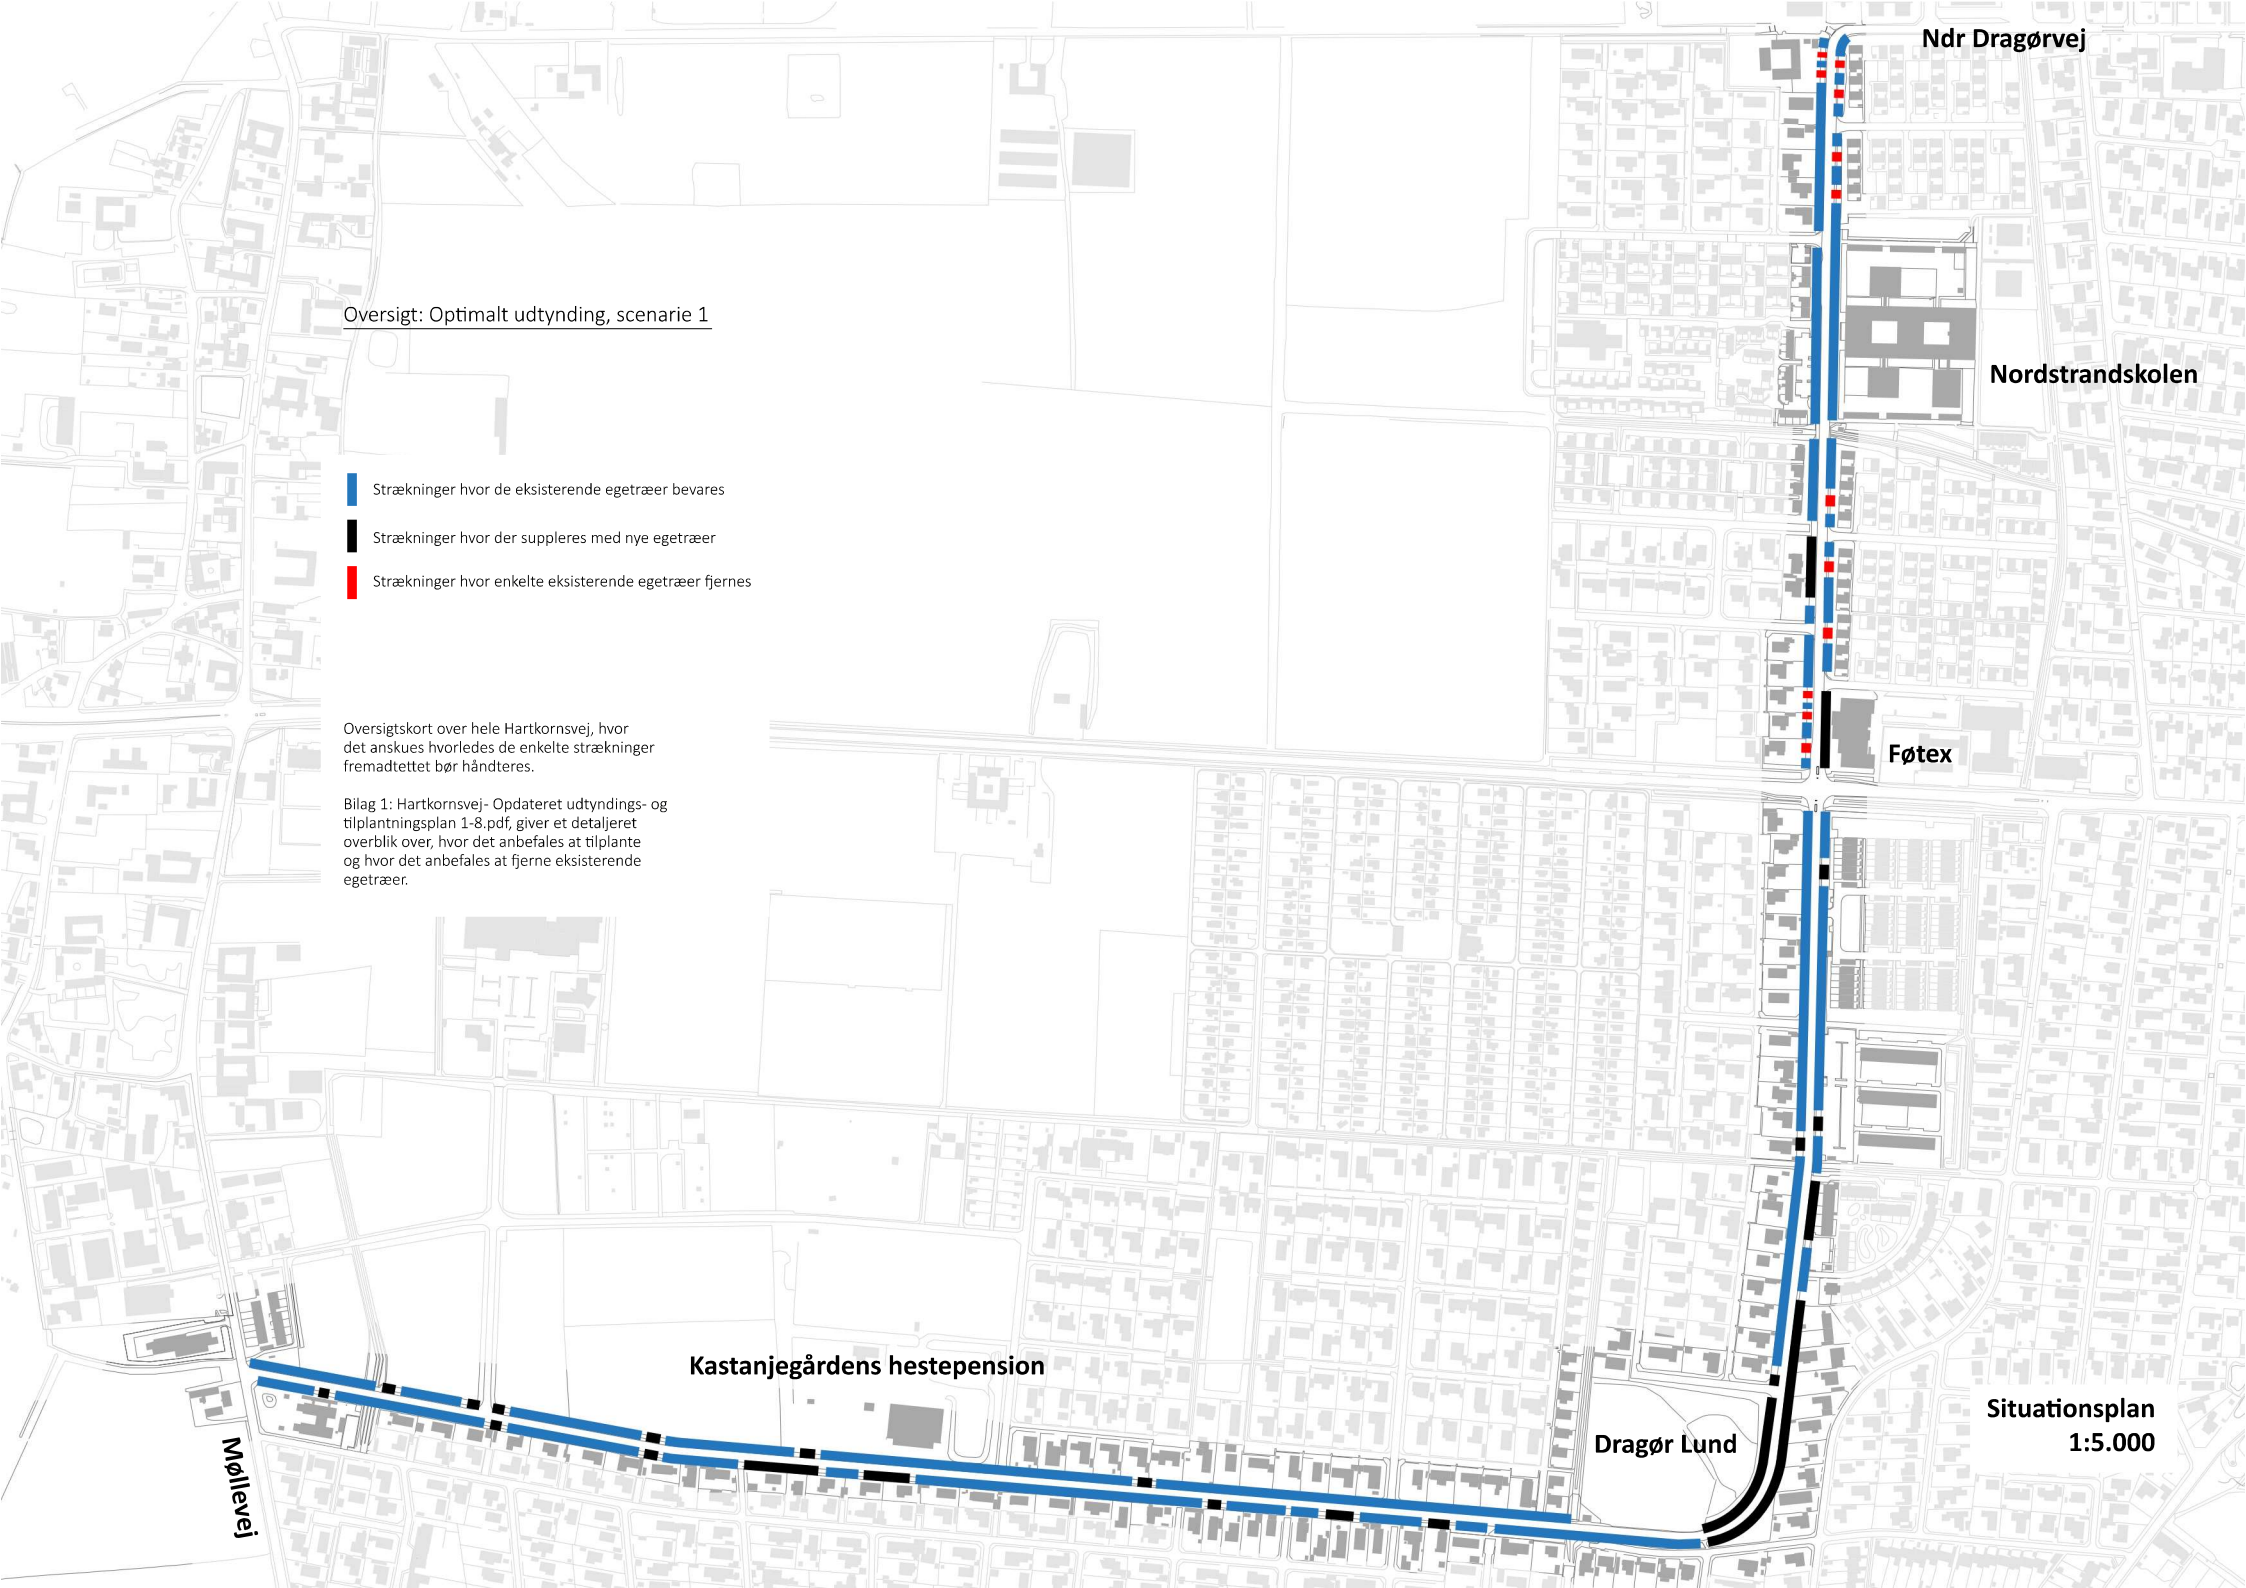 Ndr Dragørvej
Oversigt: Optimalt udtynding, scenarie 1
Nordstrandskolen
Strækninger hvor de eksisterende egetræer bevares
Strækninger hvor der suppleres med nye egetræer
Strækninger hvor enkelte eksisterende egetræer fjernes
Oversigtskort over hele Hartkornsvej, hvor
det anskues hvorledes de enkelte strækninger
fremadtettet bør håndteres.
Føtex
Bilag 1: Hartkornsvej- Opdateret udtyndings- og
tilplantningsplan 1-8.pdf, giver et detaljeret
overblik over, hvor det anbefales at tilplante
og hvor det anbefales at fjerne eksisterende
egetræer.
Kastanjegårdens hestepension
Dragør Lund
Situationsplan
1:5.000
Møllevej